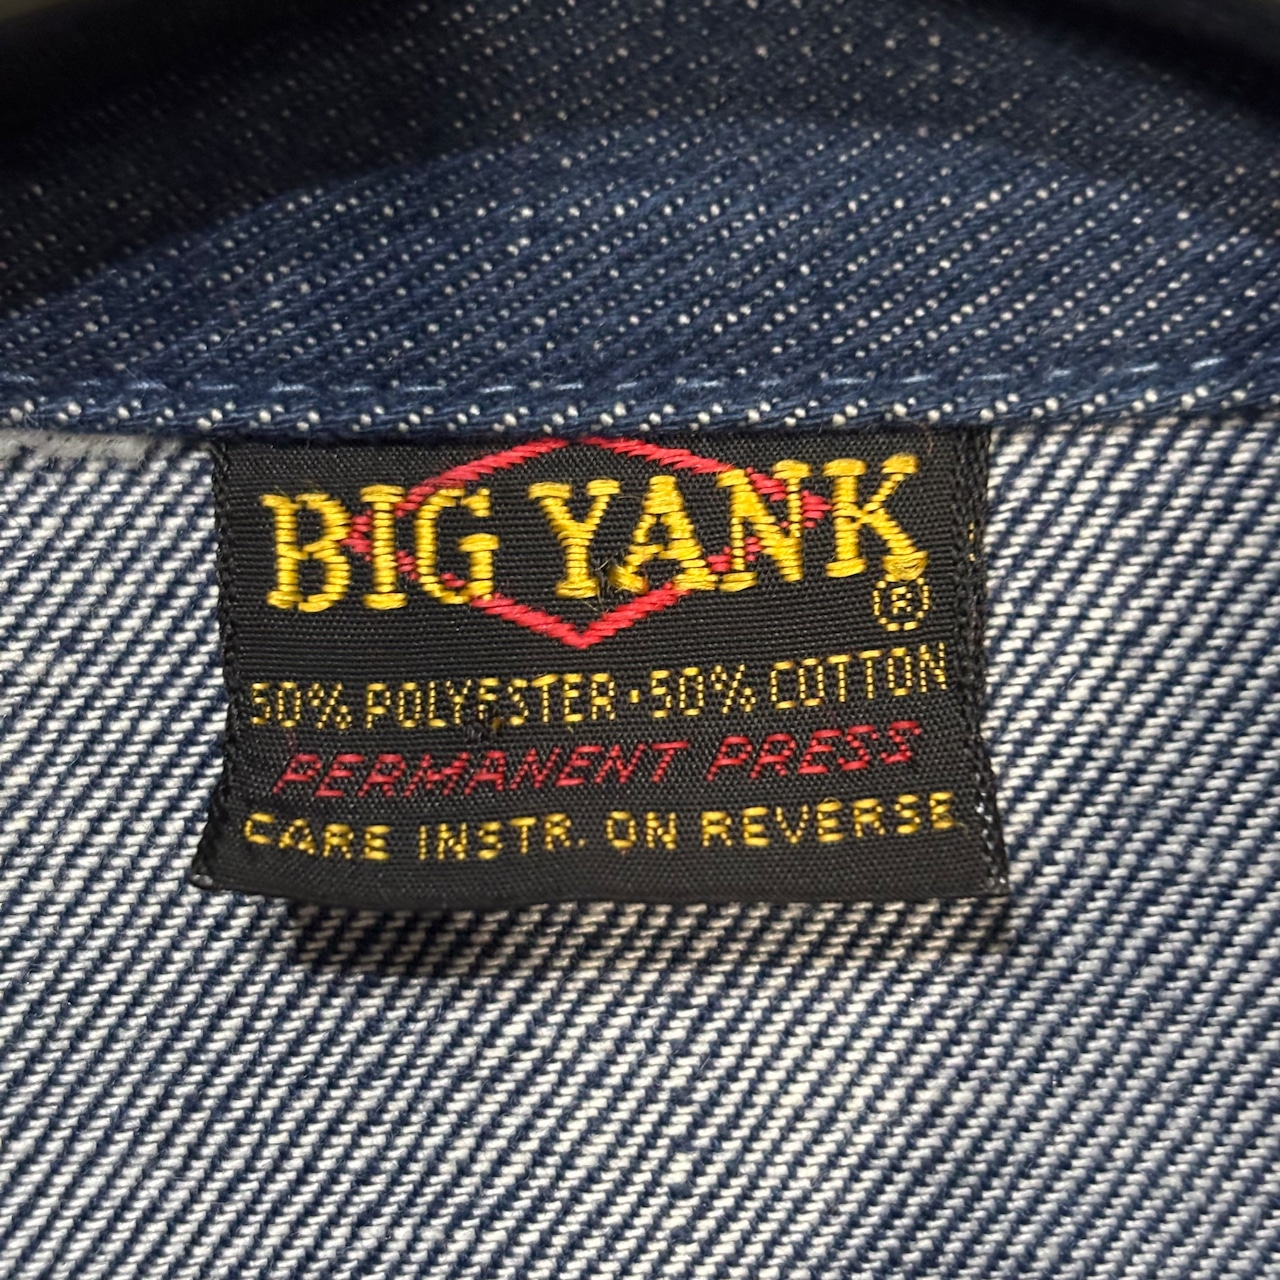 BIG YANK
®
50% POLYESTER · 50% COTTON
PERMANENT PRESS
CARE INSTR. ON REVERSE